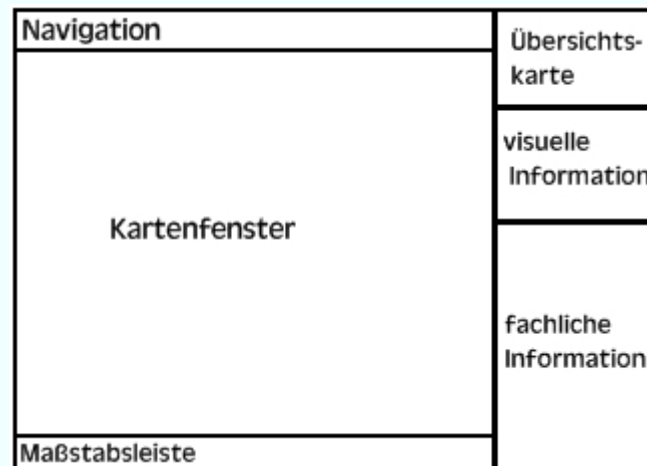 Navigation
Kartenfenster
Maßstabsleiste
Übersichts-
karte
visuelle
Information
fachliche
Information